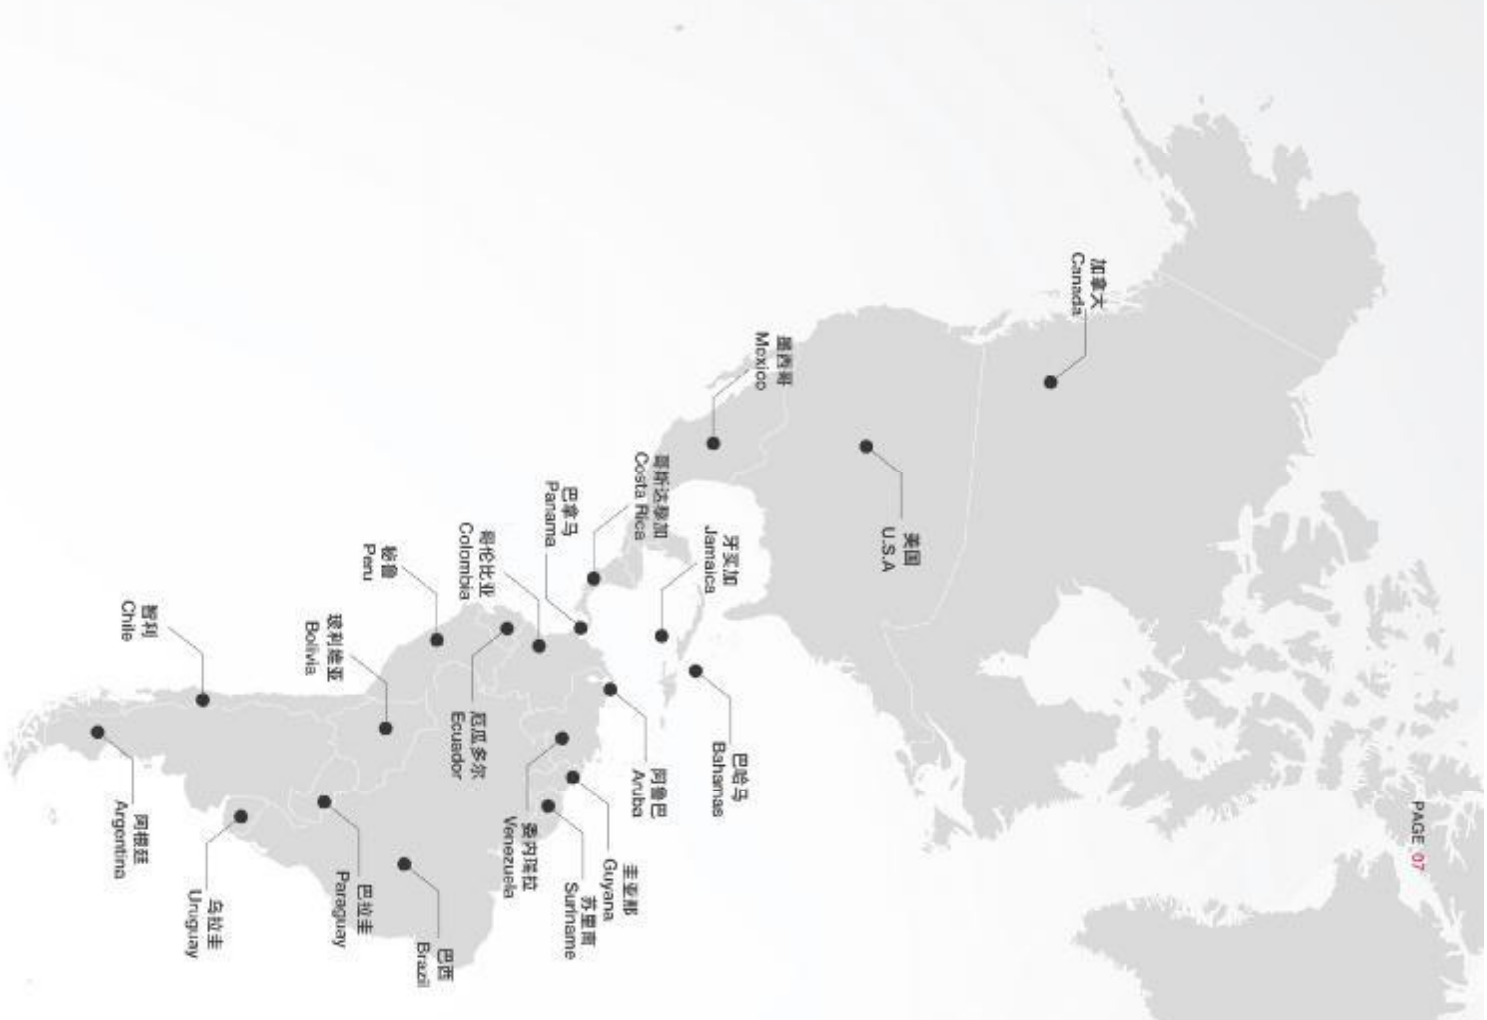 加拿大
Canada
美国
U.S.A
墨西哥
Mexico
巴哈马
Bahamas
牙买加
Jamaica
哥斯达黎加
Costa Rica
巴拿马
Panama
阿鲁巴
Aruba
圭亚那
Guyana
苏里南
Suriname
委内瑞拉
Venezuela
哥伦比亚
Colombia
厄瓜多尔
Ecuador
秘鲁
Peru
巴西
Brazil
玻利维亚
Bolivia
巴拉圭
Paraguay
乌拉圭
Uruguay
智利
Chile
阿根廷
Argentina
PAGE 07